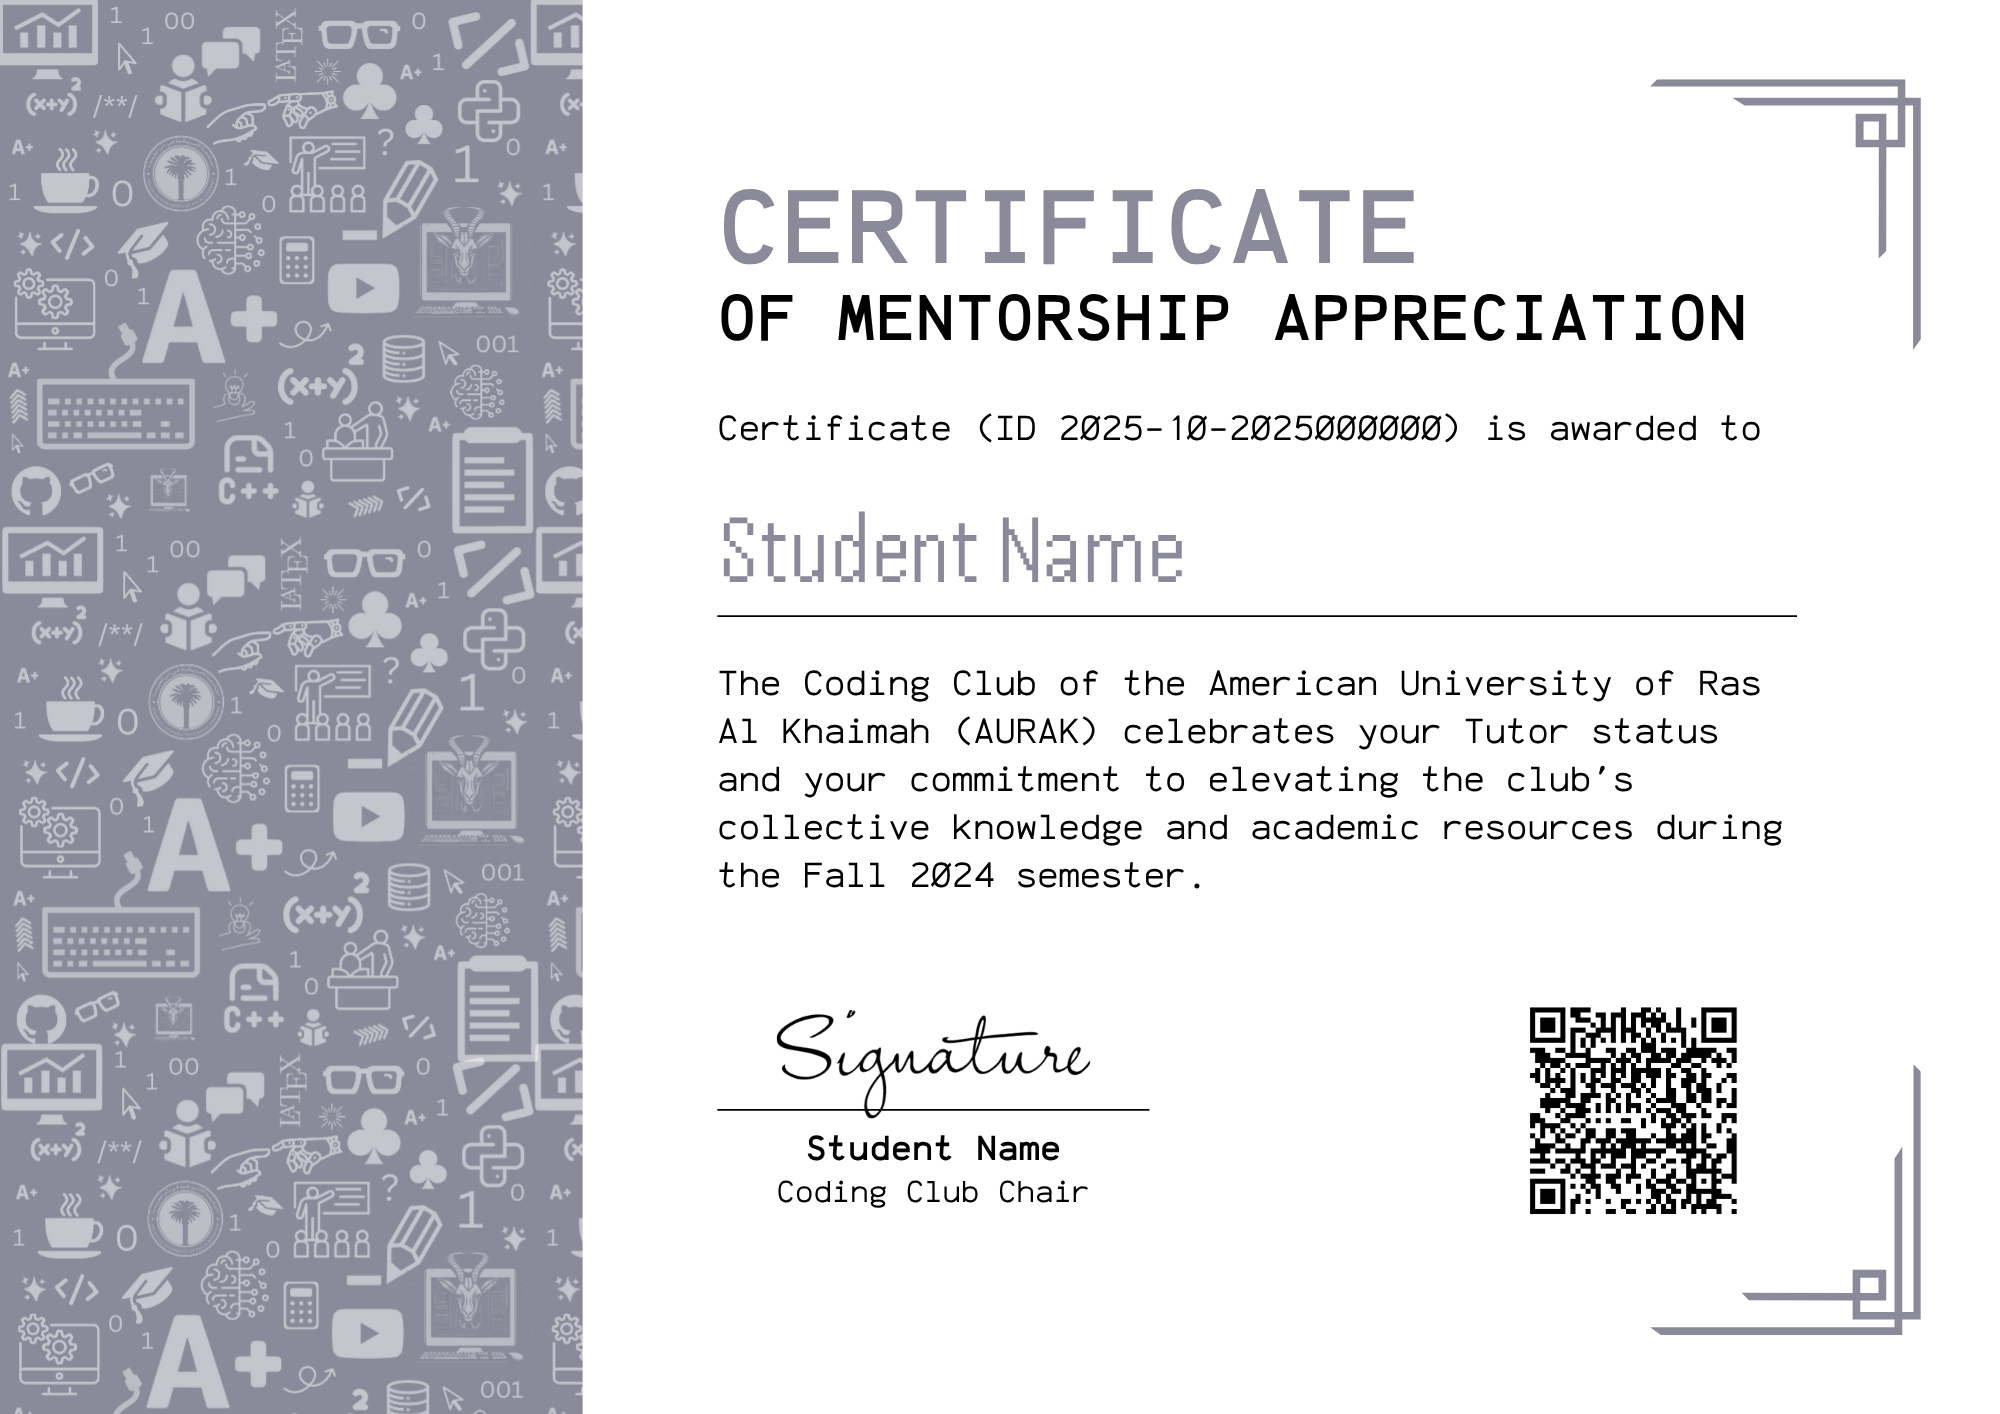 CERTIFICATE
OF MENTORSHIP APPRECIATION
Certificate (ID 2025-10-2025000000) is awarded to
Student Name
The Coding Club of the American University of Ras
Al Khaimah (AURAK) celebrates your Tutor status
and your commitment to elevating the club's
collective knowledge and academic resources during
the Fall 2024 semester.
Signature
Student Name
Coding Club Chair